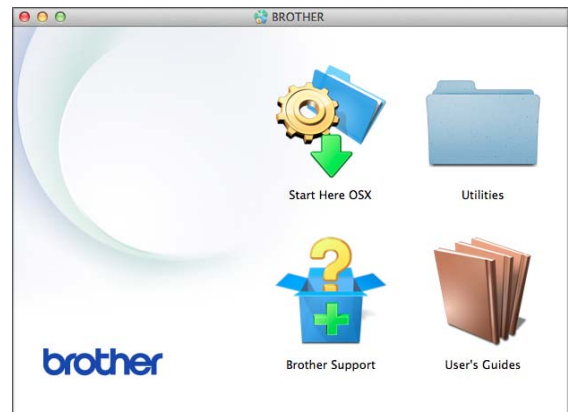 BROTHER
Start Here OSX
Utilities
Brother Support
User's Guides
brother